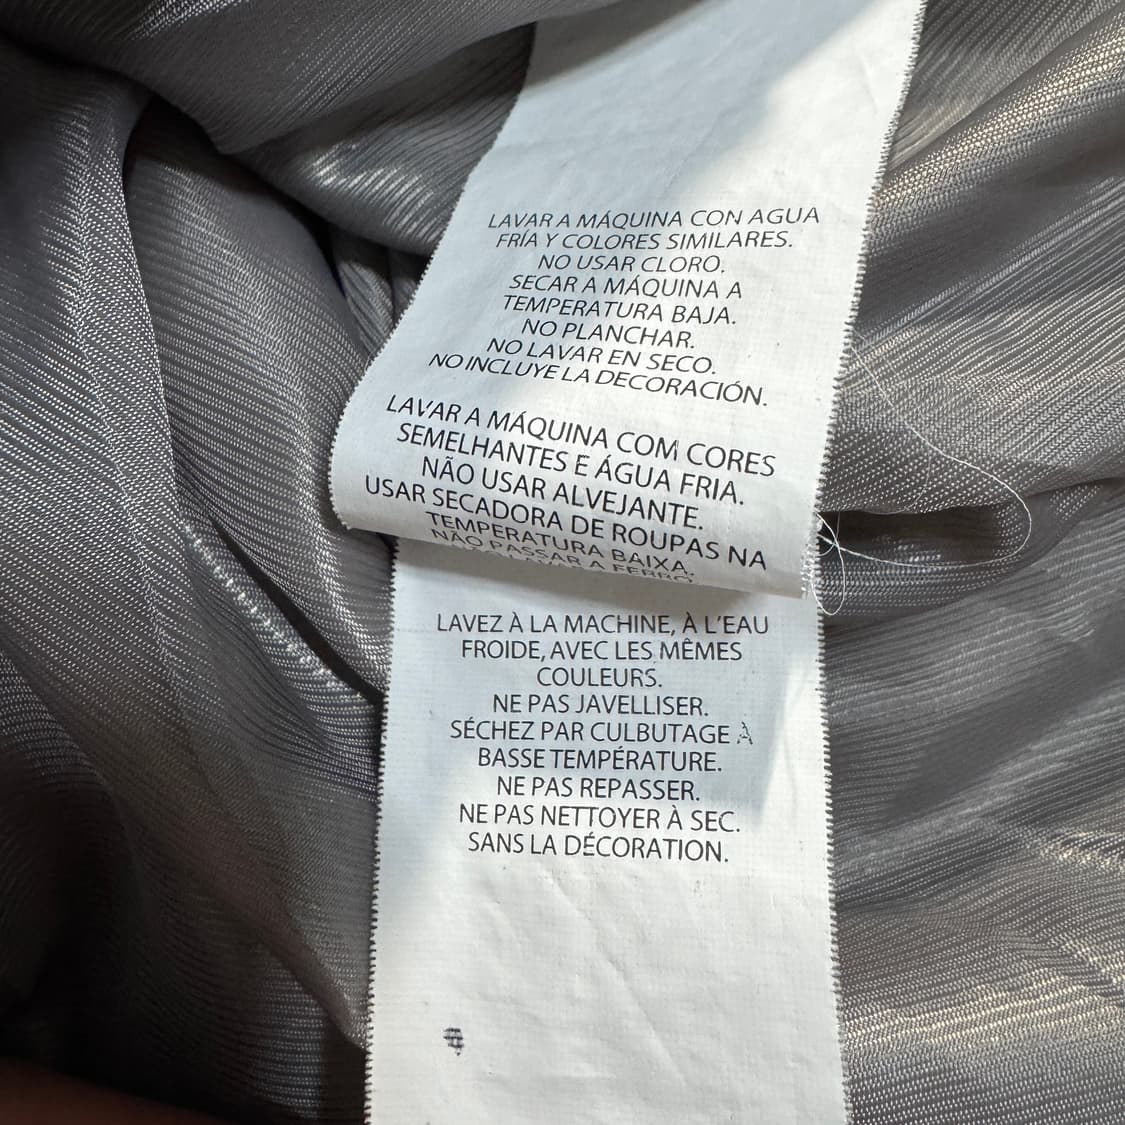 LAVAR A MÁQUINA CON AGUA
FRÍA Y COLORES SIMILARES.
NO USAR CLORO.
SECAR A MÁQUINA A
TEMPERATURA BAJA.
NO PLANCHAR.
NO LAVAR EN SECO.
NO INCLUYE LA DECORACIÓN.
LAVAR A MÁQUINA COM CORES
SEMELHANTES E ÁGUA FRIA.
NÃO USAR ALVEJANTE.
USAR SECADORA DE ROUPAS NA
TEMPERATURA BAIXA.
NÃO PASSAR A FERRO.
LAVEZ À LA MACHINE, À L'EAU
FROIDE, AVEC LES MÊMES
COULEURS.
NE PAS JAVELLISER.
SÉCHEZ PAR CULBUTAGE À
BASSE TEMPÉRATURE.
NE PAS REPASSER.
NE PAS NETTOYER À SEC.
SANS LA DÉCORATION.